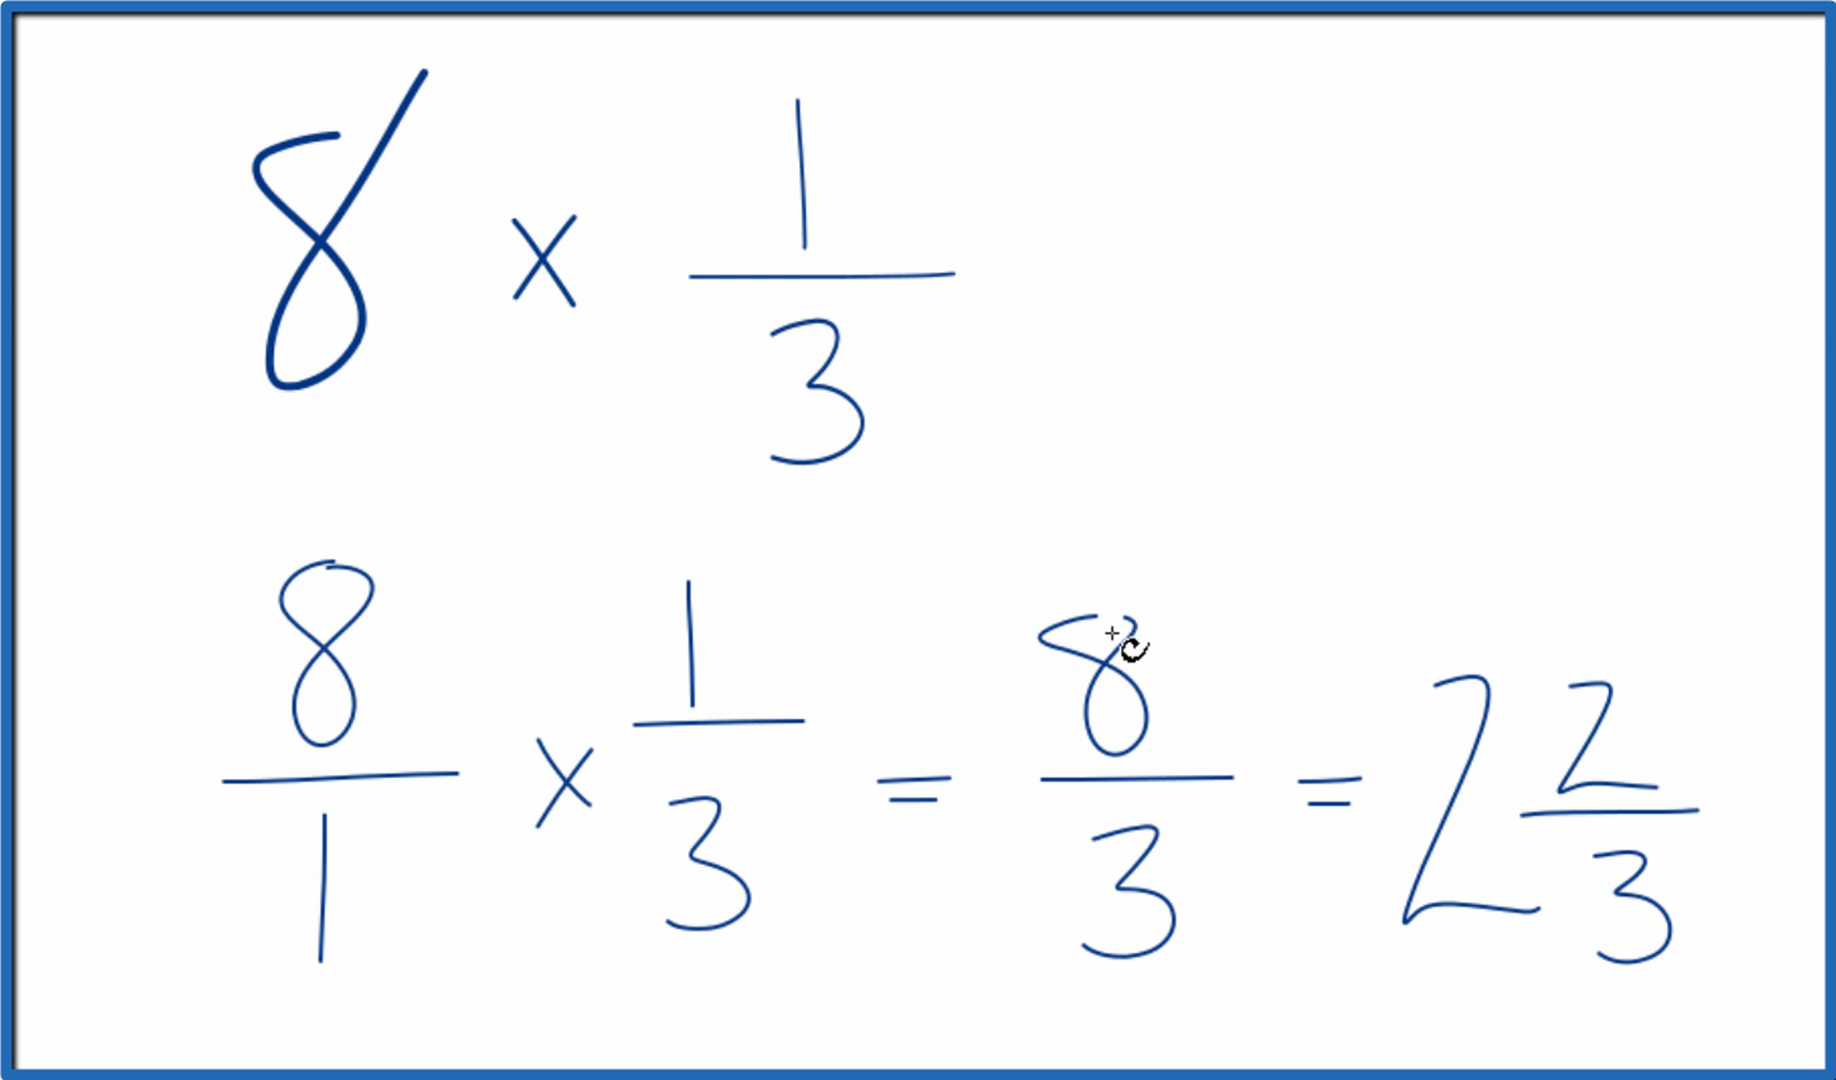 8 × 1/3
8/1 × 1/3 = 8/3 = 2 2/3